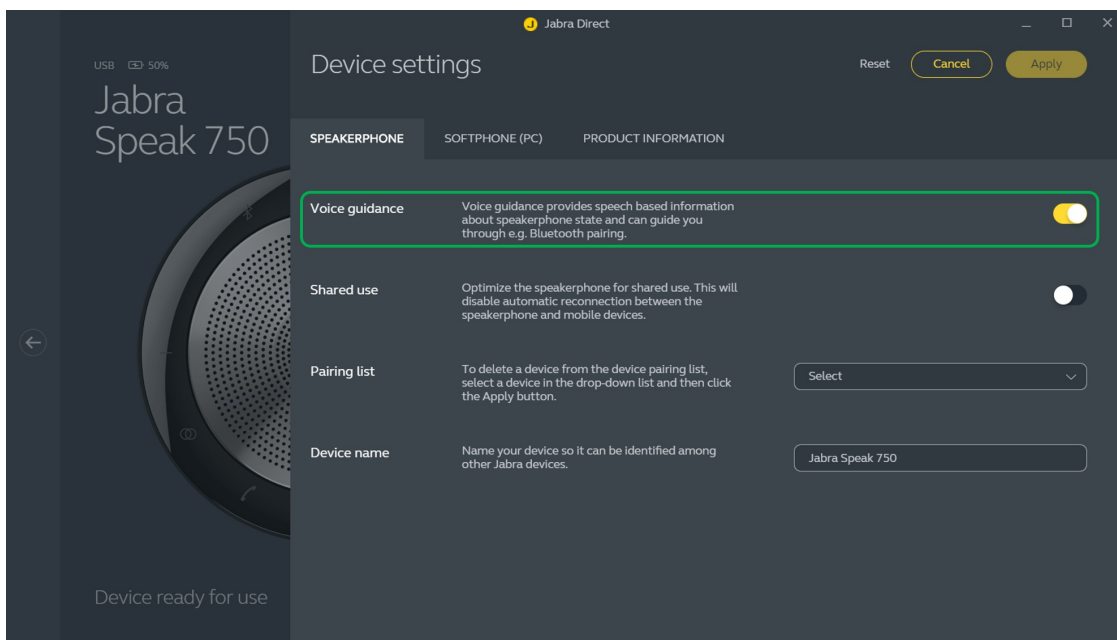 Jabra Direct
USB 50%
Jabra
Speak 750
Device ready for use
Device settings
Reset
Cancel
Apply
SPEAKERPHONE
SOFTPHONE (PC)
PRODUCT INFORMATION
Voice guidance
Voice guidance provides speech based information
about speakerphone state and can guide you
through e.g. Bluetooth pairing.
Shared use
Optimize the speakerphone for shared use. This will
disable automatic reconnection between the
speakerphone and mobile devices.
Pairing list
To delete a device from the device pairing list,
select a device in the drop-down list and then click
the Apply button.
Select
Device name
Name your device so it can be identified among
other Jabra devices.
Jabra Speak 750